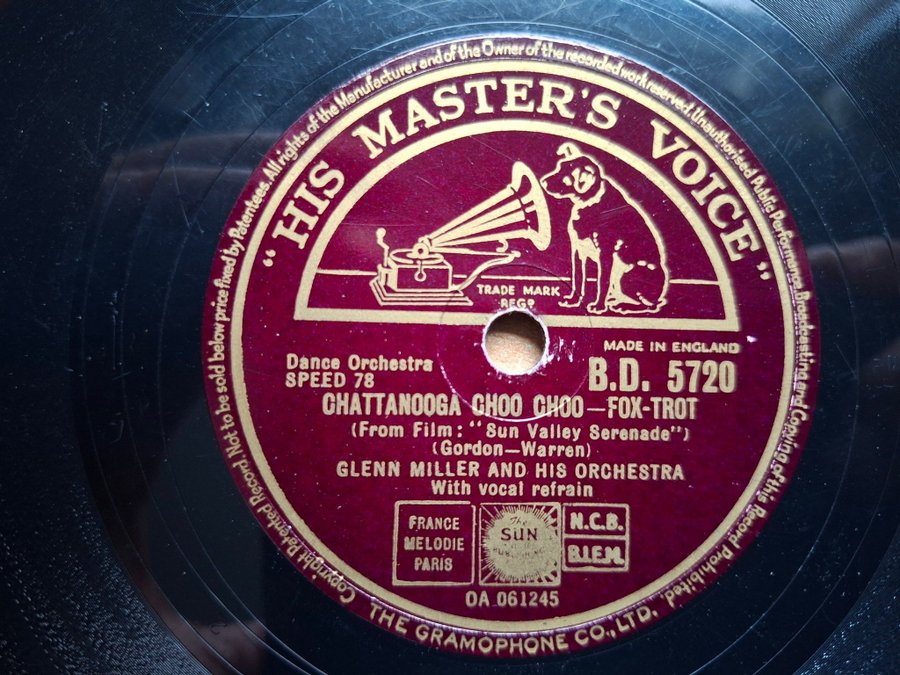 Copyright Patented Record. Not to be sold below price fixed by Patentees. All rights of the Manufacturer and of the Owner of the recorded work reserved. Unauthorised Public Performance, Broadcasting and Copying of this Record Prohibited.
"HIS MASTER'S VOICE"
TRADE MARK
REGD
MADE IN ENGLAND
Dance Orchestra
SPEED 78
B.D. 5720
CHATTANOOGA CHOO CHOO—FOX-TROT
(From Film: "Sun Valley Serenade")
(Gordon—Warren)
GLENN MILLER AND HIS ORCHESTRA
With vocal refrain
FRANCE
MELODIE
PARIS
The
SUN
N.C.B.
B.I.E.M.
OA 061245
THE GRAMOPHONE CO., LTD.